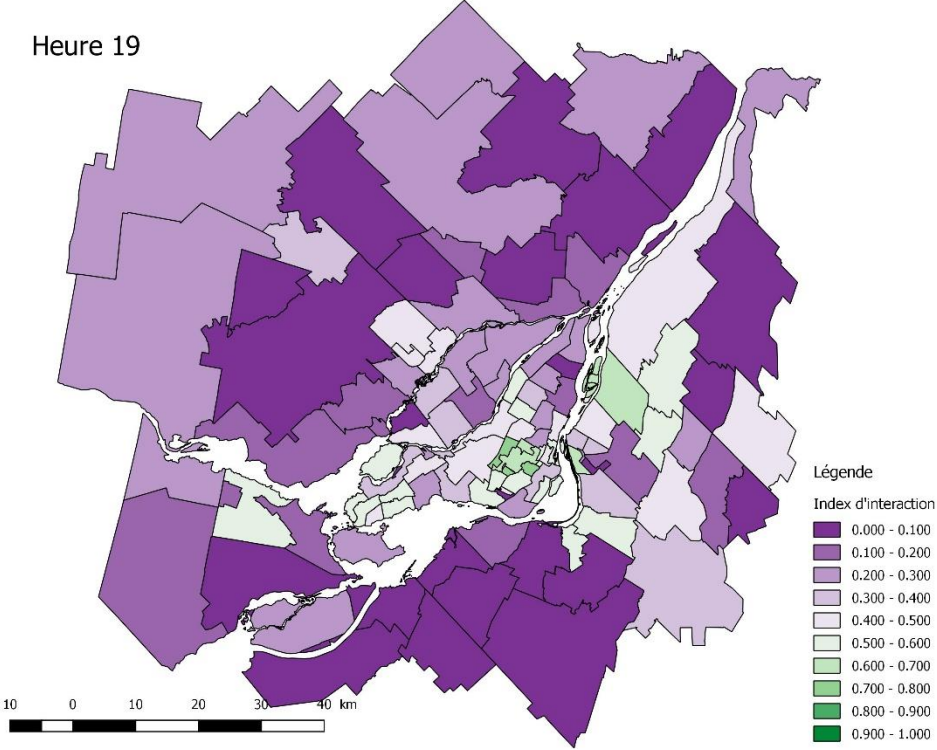 Heure 19
Légende
Index d'interaction
0.000 - 0.100
0.100 - 0.200
0.200 - 0.300
0.300 - 0.400
0.400 - 0.500
0.500 - 0.600
0.600 - 0.700
0.700 - 0.800
0.800 - 0.900
0.900 - 1.000
10 0 10 20 30 40 km